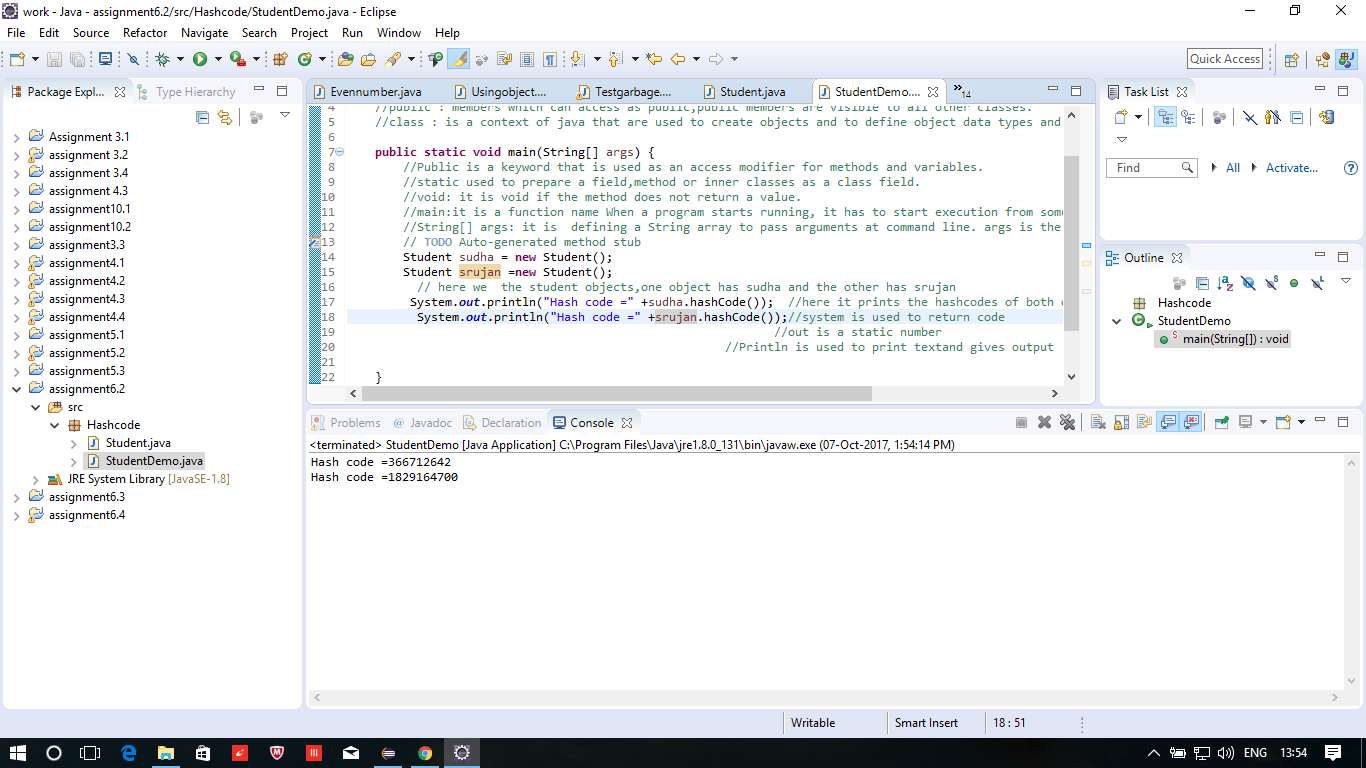 work - Java - assignment6.2/src/Hashcode/StudentDemo.java - Eclipse
File Edit Source Refactor Navigate Search Project Run Window Help
Quick Access
Package Expl...
Type Hierarchy
Assignment 3.1
assignment 3.2
assignment 3.4
assignment 4.3
assignment10.1
assignment10.2
assignment3.3
assignment4.1
assignment4.2
assignment4.3
assignment4.4
assignment5.1
assignment5.2
assignment5.3
assignment6.2
src
Hashcode
Student.java
StudentDemo.java
JRE System Library [JavaSE-1.8]
assignment6.3
assignment6.4
Evennumber.java
Usingobject....
Testgarbage....
Student.java
StudentDemo....
»14
4 //public : members which can access as public,public members are visible to all other classes.
5 //class : is a context of java that are used to create objects and to define object data types and
6
7 public static void main(String[] args) {
8 //Public is a keyword that is used as an access modifier for methods and variables.
9 //static used to prepare a field,method or inner classes as a class field.
10 //void: it is void if the method does not return a value.
11 //main:it is a function name When a program starts running, it has to start execution from som
12 //String[] args: it is  defining a String array to pass arguments at command line. args is the
13 // TODO Auto-generated method stub
14 Student sudha = new Student();
15 Student srujan =new Student();
16 // here we  the student objects,one object has sudha and the other has srujan
17 System.out.println("Hash code =" +sudha.hashCode());  //here it prints the hashcodes of both
18 System.out.println("Hash code =" +srujan.hashCode());//system is used to return code
19 //out is a static number
20 //Println is used to print textand gives output
21
22 }
Problems
@ Javadoc
Declaration
Console
<terminated> StudentDemo [Java Application] C:\Program Files\Java\jre1.8.0_131\bin\javaw.exe (07-Oct-2017, 1:54:14 PM)
Hash code =366712642
Hash code =1829164700
Task List
Find
All
Activate...
Outline
Hashcode
StudentDemo
main(String[]) : void
Writable
Smart Insert
18 : 51
ENG
13:54